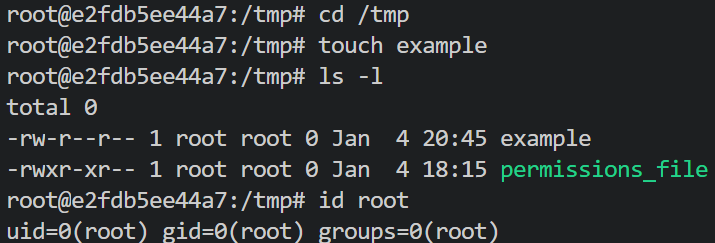 root@e2fdb5ee44a7:/tmp# cd /tmp
root@e2fdb5ee44a7:/tmp# touch example
root@e2fdb5ee44a7:/tmp# ls -l
total 0
-rw-r--r-- 1 root root 0 Jan  4 20:45 example
-rwxr-xr-- 1 root root 0 Jan  4 18:15 permissions_file
root@e2fdb5ee44a7:/tmp# id root
uid=0(root) gid=0(root) groups=0(root)